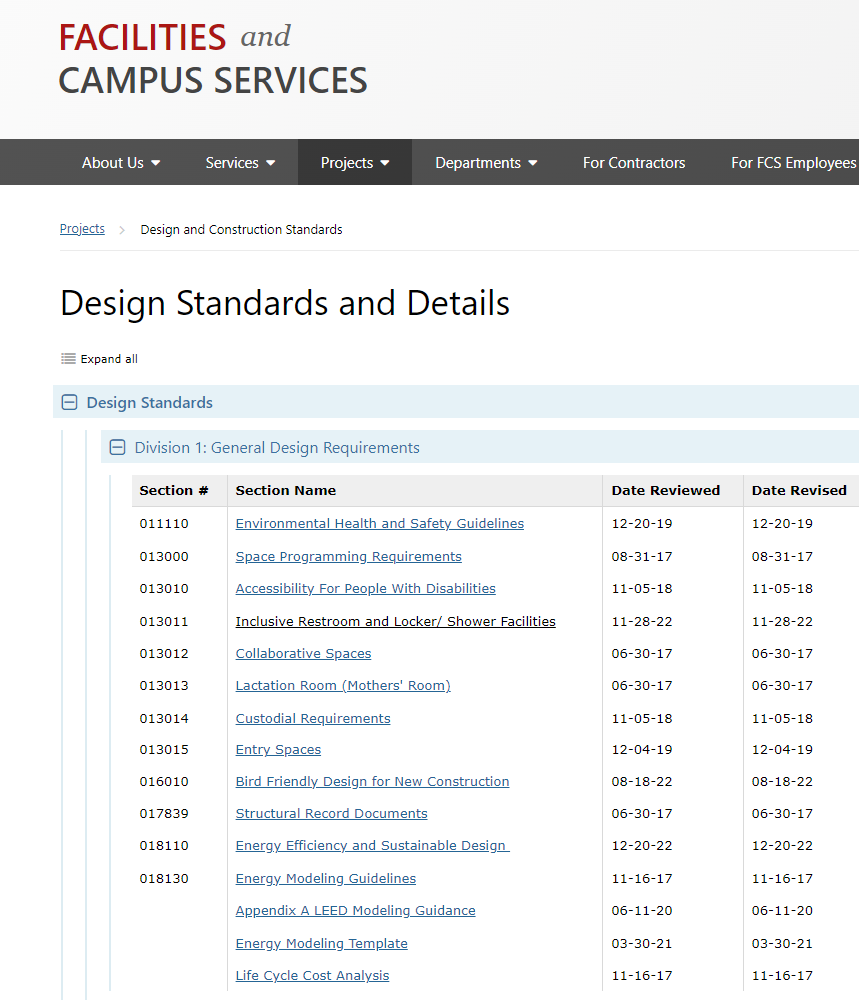 FACILITIES and
CAMPUS SERVICES
About Us Services Projects Departments For Contractors For FCS Employees
Projects Design and Construction Standards
Design Standards and Details
Expand all
Design Standards
Division 1: General Design Requirements
Section # Section Name Date Reviewed Date Revised
011110 Environmental Health and Safety Guidelines 12-20-19 12-20-19
013000 Space Programming Requirements 08-31-17 08-31-17
013010 Accessibility For People With Disabilities 11-05-18 11-05-18
013011 Inclusive Restroom and Locker/ Shower Facilities 11-28-22 11-28-22
013012 Collaborative Spaces 06-30-17 06-30-17
013013 Lactation Room (Mothers' Room) 06-30-17 06-30-17
013014 Custodial Requirements 11-05-18 11-05-18
013015 Entry Spaces 12-04-19 12-04-19
016010 Bird Friendly Design for New Construction 08-18-22 08-18-22
017839 Structural Record Documents 06-30-17 06-30-17
018110 Energy Efficiency and Sustainable Design 12-20-22 12-20-22
018130 Energy Modeling Guidelines 11-16-17 11-16-17
Appendix A LEED Modeling Guidance 06-11-20 06-11-20
Energy Modeling Template 03-30-21 03-30-21
Life Cycle Cost Analysis 11-16-17 11-16-17